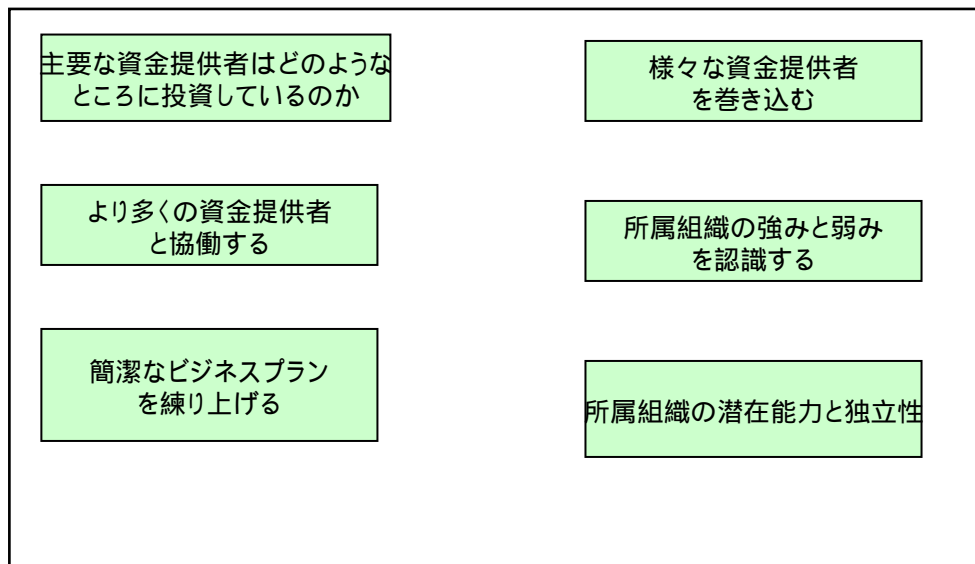 主要な資金提供者はどのような
ところに投資しているのか
より多くの資金提供者
と協働する
簡潔なビジネスプラン
を練り上げる
様々な資金提供者
を巻き込む
所属組織の強みと弱み
を認識する
所属組織の潜在能力と独立性